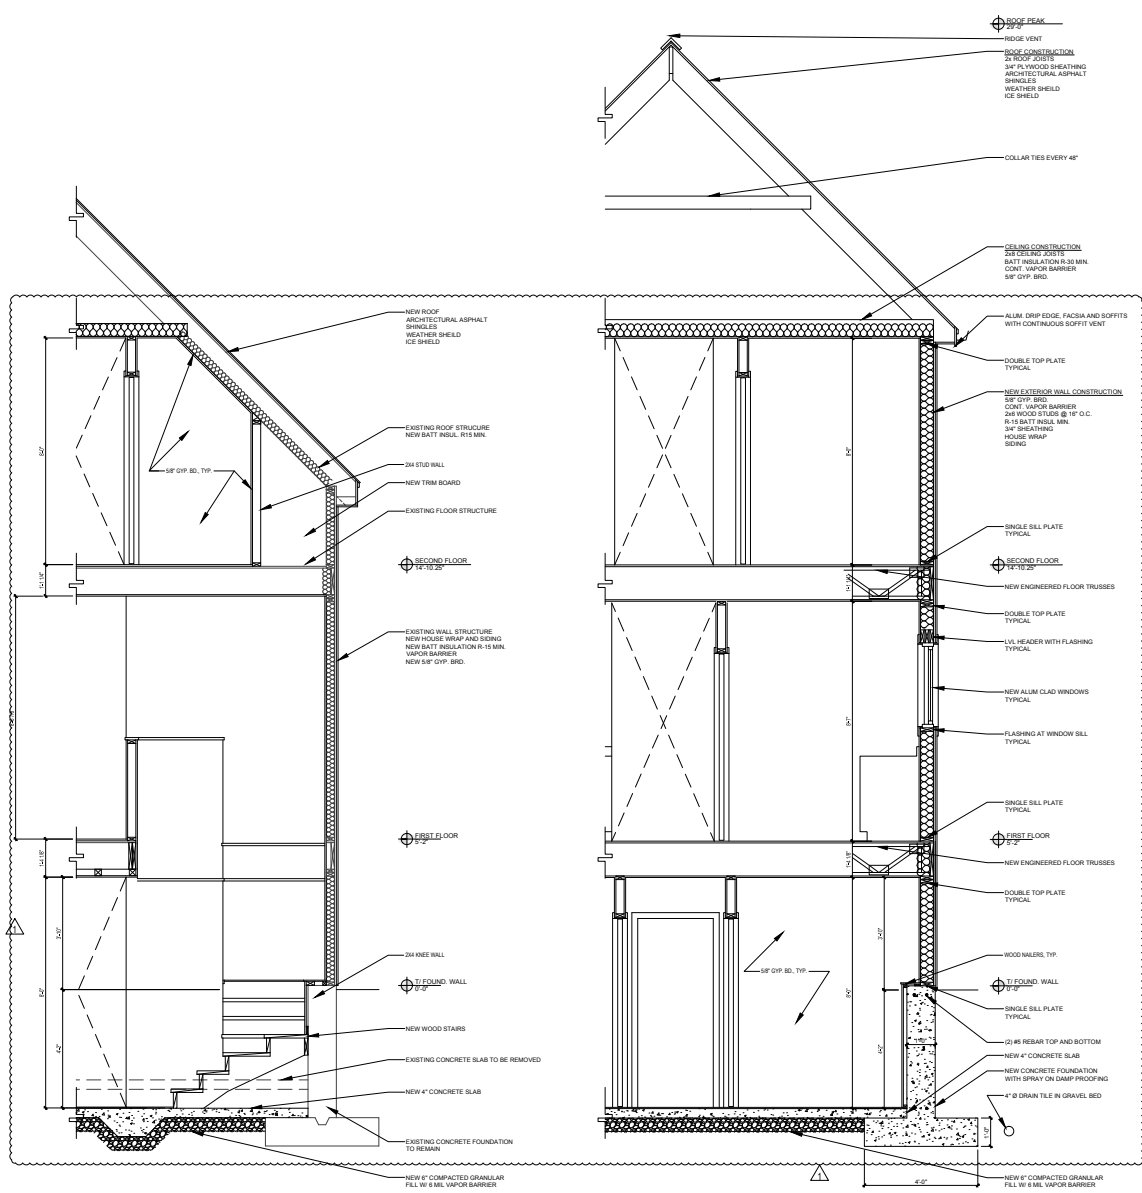 ROOF PEAK
29'-0"
RIDGE VENT
ROOF CONSTRUCTION
2x ROOF JOISTS
3/4" PLYWOOD SHEATHING
ARCHITECTURAL ASPHALT
SHINGLES
WEATHER SHEILD
ICE SHIELD
COLLAR TIES EVERY 48"
CEILING CONSTRUCTION
2x8 CEILING JOISTS
BATT INSULATION R-30 MIN.
CONT. VAPOR BARRIER
5/8" GYP. BRD.
ALUM. DRIP EDGE, FACSIA AND SOFFITS
WITH CONTINUOUS SOFFIT VENT
DOUBLE TOP PLATE
TYPICAL
NEW EXTERIOR WALL CONSTRUCTION
5/8" GYP. BRD.
CONT. VAPOR BARRIER
2x6 WOOD STUDS @ 16" O.C.
R-15 BATT INSUL MIN.
3/4" SHEATHING
HOUSE WRAP
SIDING
SINGLE SILL PLATE
TYPICAL
SECOND FLOOR
14'-10.25"
NEW ENGINEERED FLOOR TRUSSES
DOUBLE TOP PLATE
TYPICAL
LVL HEADER WITH FLASHING
TYPICAL
NEW ALUM CLAD WINDOWS
TYPICAL
FLASHING AT WINDOW SILL
TYPICAL
SINGLE SILL PLATE
TYPICAL
FIRST FLOOR
5'-2"
NEW ENGINEERED FLOOR TRUSSES
DOUBLE TOP PLATE
TYPICAL
WOOD NAILERS, TYP.
T/ FOUND. WALL
0'-0"
SINGLE SILL PLATE
TYPICAL
(2) #5 REBAR TOP AND BOTTOM
NEW 4" CONCRETE SLAB
NEW CONCRETE FOUNDATION
WITH SPRAY ON DAMP PROOFING
4" Ø DRAIN TILE IN GRAVEL BED
NEW 6" COMPACTED GRANULAR
FILL W/ 6 MIL VAPOR BARRIER
5/8" GYP. BD., TYP.
3'-10"
4'-2"
1'-0"
4'-0"
1
NEW ROOF
ARCHITECTURAL ASPHALT
SHINGLES
WEATHER SHEILD
ICE SHIELD
EXISTING ROOF STRUCURE
NEW BATT INSUL. R15 MIN.
5/8" GYP. BD., TYP.
2X4 STUD WALL
NEW TRIM BOARD
EXISTING FLOOR STRUCTURE
SECOND FLOOR
14'-10.25"
1'-1 1/4"
EXISTING WALL STRUCTURE
NEW HOUSE WRAP AND SIDING
NEW BATT INSULATION R-15 MIN.
VAPOR BARRIER
NEW 5/8" GYP. BRD.
FIRST FLOOR
5'-2"
3'-10"
4'-2"
1
2X4 KNEE WALL
T/ FOUND. WALL
0'-0"
NEW WOOD STAIRS
EXISTING CONCRETE SLAB TO BE REMOVED
NEW 4" CONCRETE SLAB
EXISTING CONCRETE FOUNDATION
TO REMAIN
NEW 6" COMPACTED GRANULAR
FILL W/ 6 MIL VAPOR BARRIER